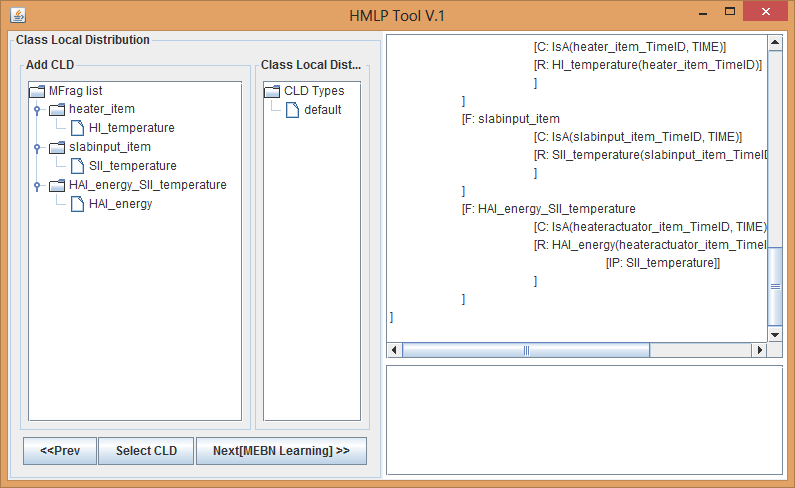 HMLP Tool V.1
Class Local Distribution
Add CLD
MFrag list
heater_item
HI_temperature
slabinput_item
SII_temperature
HAI_energy_SII_temperature
HAI_energy
Class Local Dist...
CLD Types
default
<<Prev
Select CLD
Next[MEBN Learning] >>
[C: IsA(heater_item_TimeID, TIME)]
[R: HI_temperature(heater_item_TimeID)]
]
]
[F: slabinput_item
[C: IsA(slabinput_item_TimeID, TIME)]
[R: SII_temperature(slabinput_item_TimeID
]
]
[F: HAI_energy_SII_temperature
[C: IsA(heateractuator_item_TimeID, TIME)
[R: HAI_energy(heateractuator_item_TimeI
[IP: SII_temperature]]
]
]
]